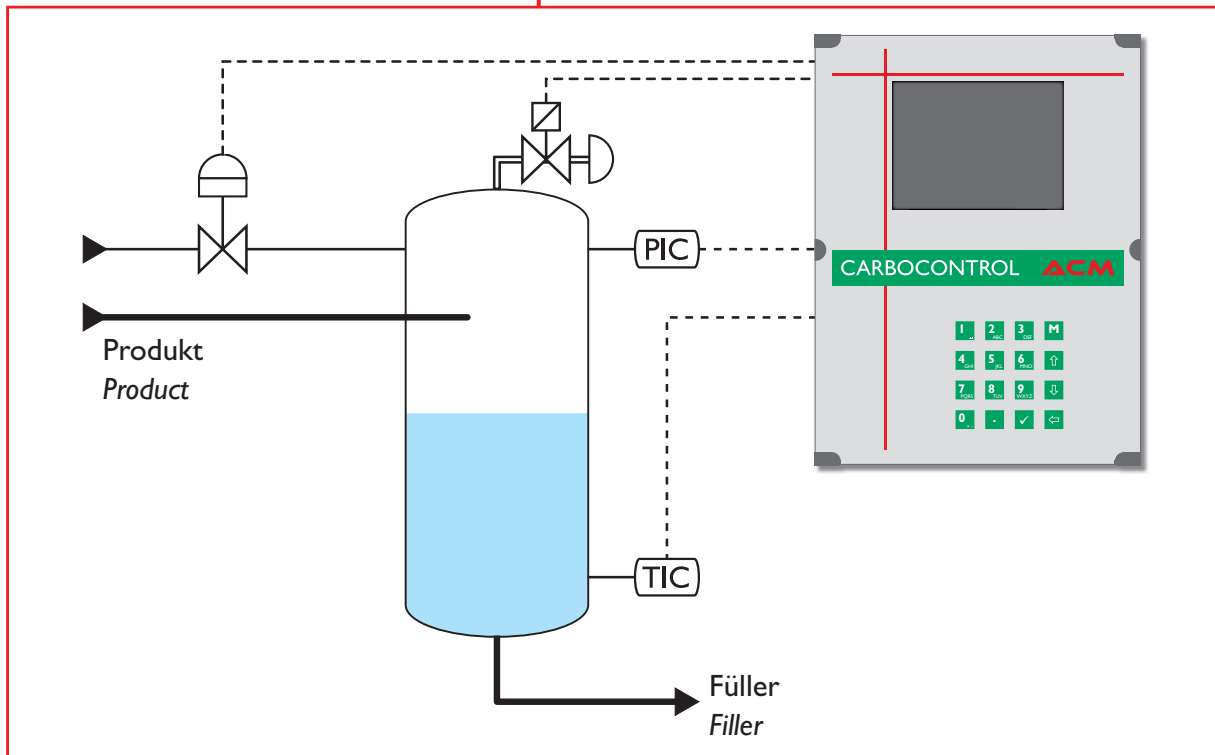 PIC
CARBOCONTROL ACM
Produkt
Product
1 2 ABC 3 DEF M
4 GHI 5 JKL 6 MNO
7 PQRS 8 TUV 9 WXYZ
0 .
TIC
Füller
Filler